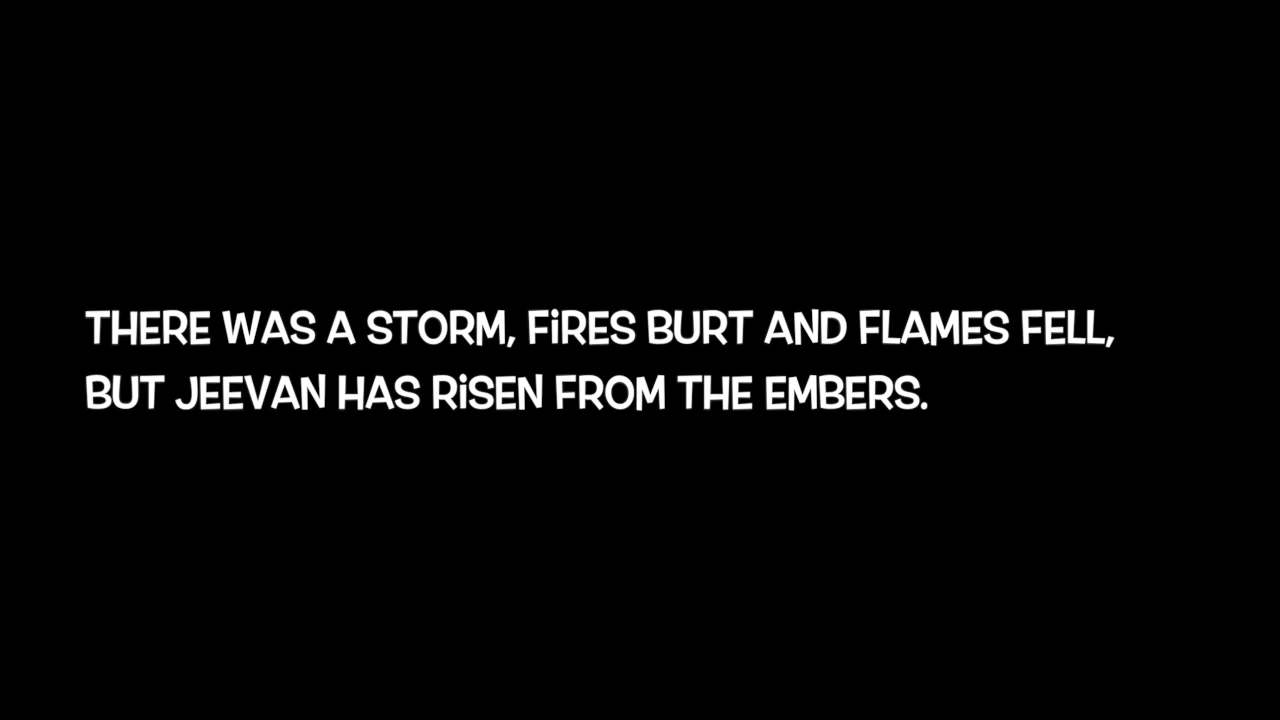 THERE WAS A STORM, FiRES BURT AND FLAMES FELL,
BUT JEEVAN HAS RiSEN FROM THE EMBERS.